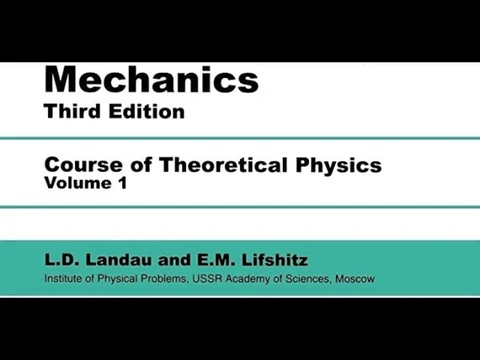 Mechanics
Third Edition
Course of Theoretical Physics
Volume 1
L.D. Landau and E.M. Lifshitz
Institute of Physical Problems, USSR Academy of Sciences, Moscow